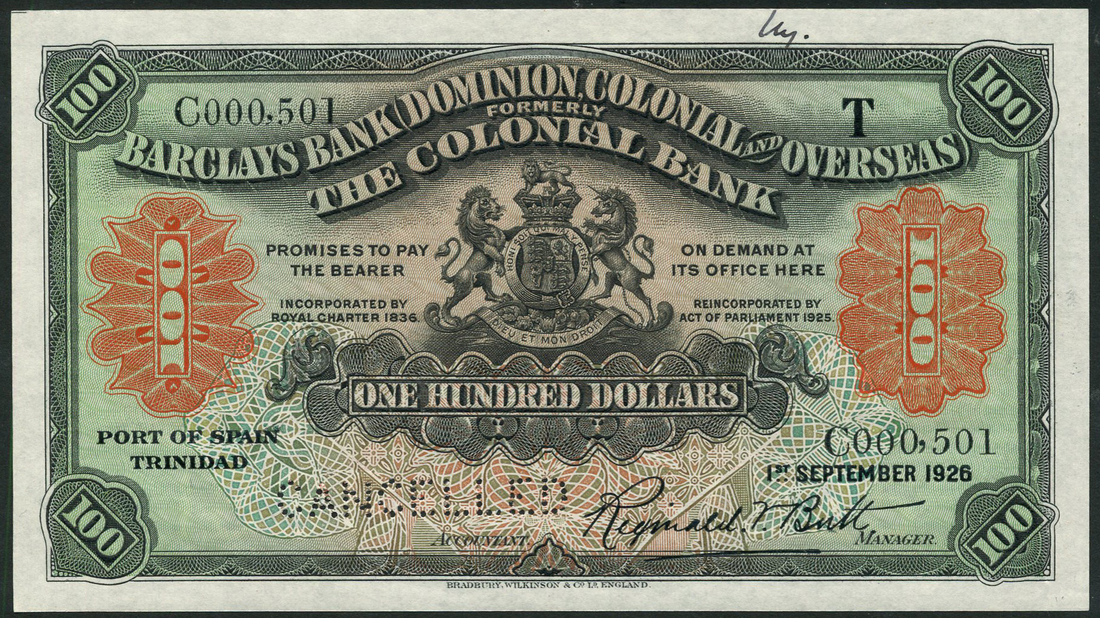 My.
100
100
C000,501
T
BARCLAYS BANK (DOMINION, COLONIAL AND OVERSEAS)
FORMERLY
THE COLONIAL BANK
PROMISES TO PAY
THE BEARER
ON DEMAND AT
ITS OFFICE HERE
100
100
HONI SOIT QUI MAL Y PENSE
INCORPORATED BY
ROYAL CHARTER 1836.
REINCORPORATED BY
ACT OF PARLIAMENT 1925.
DIEU ET MON DROIT
ONE HUNDRED DOLLARS
PORT OF SPAIN
TRINIDAD
C000,501
1ST SEPTEMBER 1926
CANCELLED
Reginald V Butt
ACCOUNTANT.
MANAGER.
100
100
BRADBURY, WILKINSON & Co. Ld. ENGLAND.